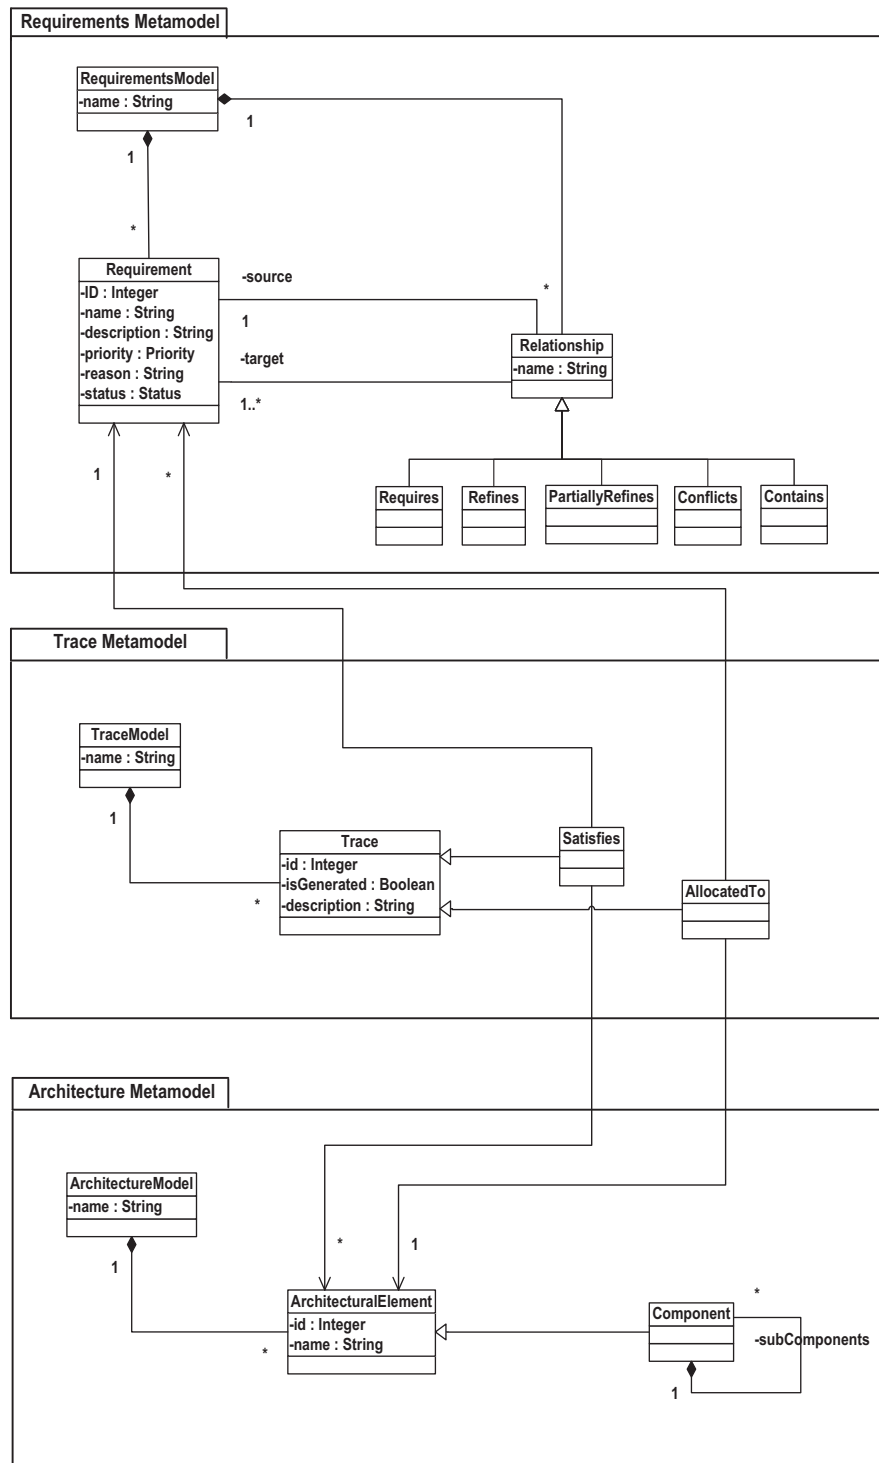 Requirements Metamodel
RequirementsModel
-name : String
1
1
*
Requirement
-ID : Integer
-name : String
-description : String
-priority : Priority
-reason : String
-status : Status
-source
1
-target
1..*
*
Relationship
-name : String
1
*
Requires
Refines
PartiallyRefines
Conflicts
Contains
Trace Metamodel
TraceModel
-name : String
1
*
Trace
-id : Integer
-isGenerated : Boolean
-description : String
Satisfies
AllocatedTo
Architecture Metamodel
ArchitectureModel
-name : String
1
*
*
1
ArchitecturalElement
-id : Integer
-name : String
Component
*
-subComponents
1